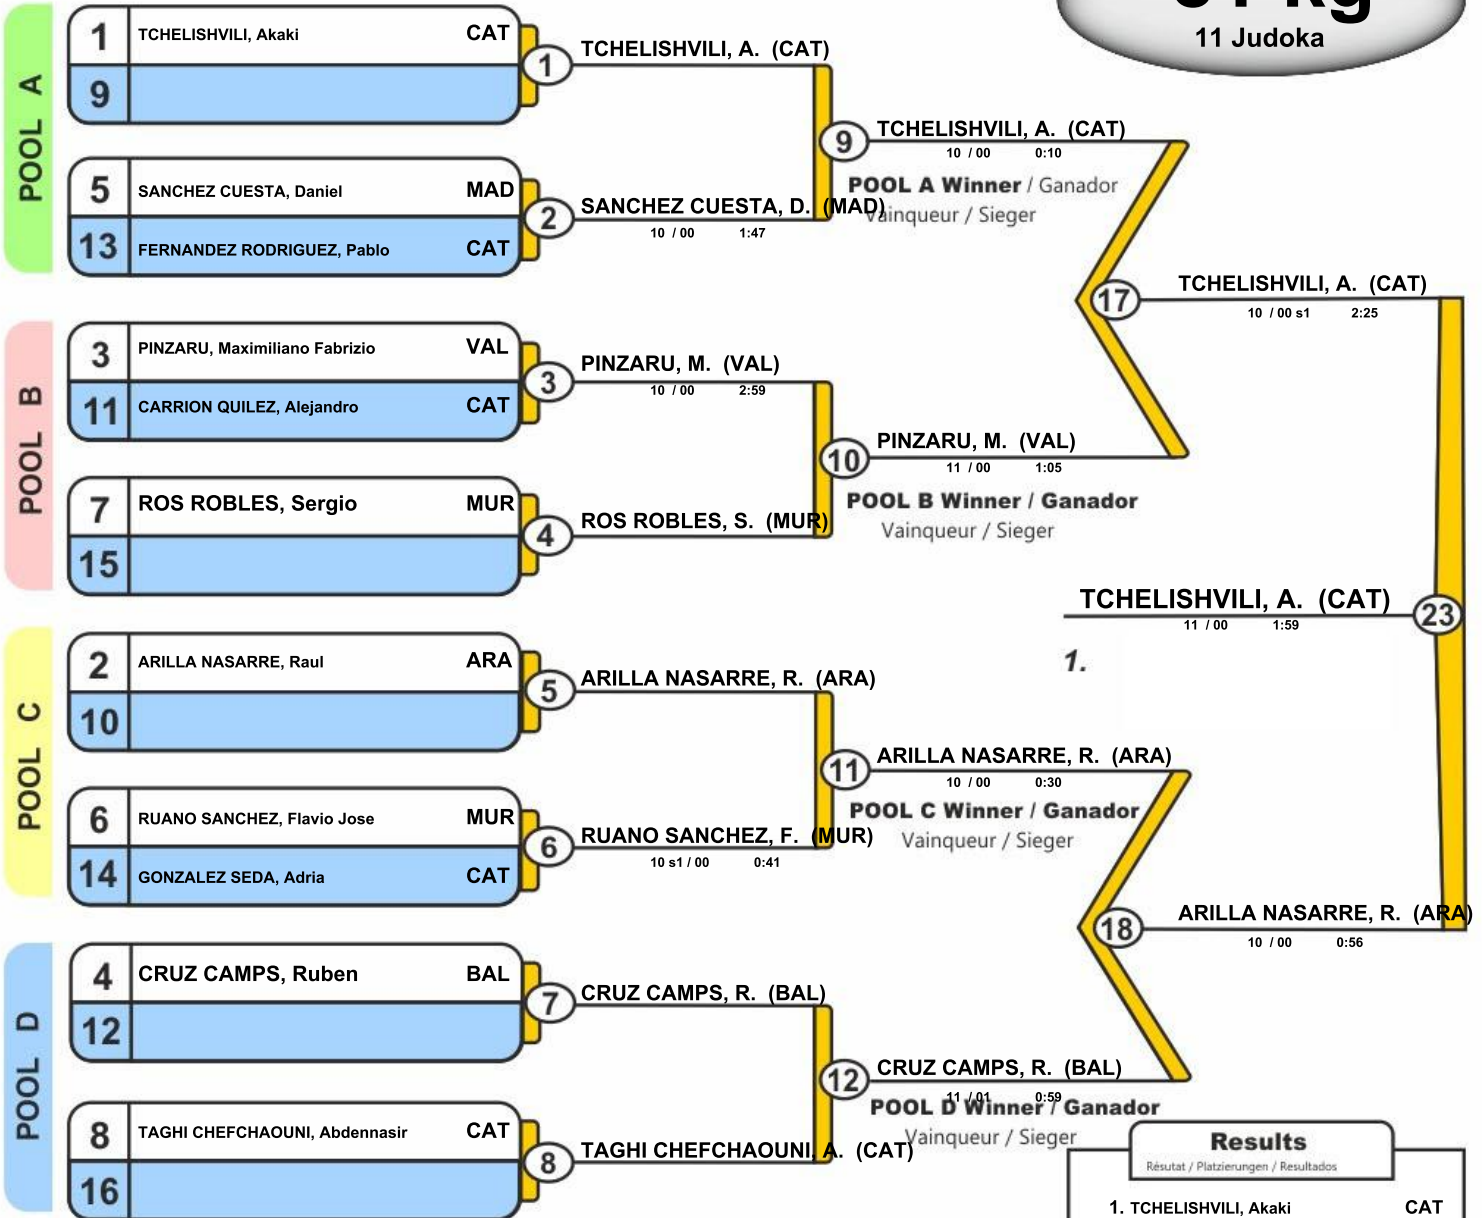 kg
11 Judoka
POOL A
1 TCHELISHVILI, Akaki CAT
9
1
TCHELISHVILI, A. (CAT)
5 SANCHEZ CUESTA, Daniel MAD
13 FERNANDEZ RODRIGUEZ, Pablo CAT
2
SANCHEZ CUESTA, D. (MAD)
10 / 00 1:47
9
TCHELISHVILI, A. (CAT)
10 / 00 0:10
POOL A Winner / Ganador
Vainqueur / Sieger
POOL B
3 PINZARU, Maximiliano Fabrizio VAL
11 CARRION QUILEZ, Alejandro CAT
3
PINZARU, M. (VAL)
10 / 00 2:59
7 ROS ROBLES, Sergio MUR
15
4
ROS ROBLES, S. (MUR)
10
PINZARU, M. (VAL)
11 / 00 1:05
POOL B Winner / Ganador
Vainqueur / Sieger
17
TCHELISHVILI, A. (CAT)
10 / 00 s1 2:25
TCHELISHVILI, A. (CAT)
11 / 00 1:59
23
1.
POOL C
2 ARILLA NASARRE, Raul ARA
10
5
ARILLA NASARRE, R. (ARA)
6 RUANO SANCHEZ, Flavio Jose MUR
14 GONZALEZ SEDA, Adria CAT
6
RUANO SANCHEZ, F. (MUR)
10 s1 / 00 0:41
11
ARILLA NASARRE, R. (ARA)
10 / 00 0:30
POOL C Winner / Ganador
Vainqueur / Sieger
POOL D
4 CRUZ CAMPS, Ruben BAL
12
7
CRUZ CAMPS, R. (BAL)
8 TAGHI CHEFCHAOUNI, Abdennasir CAT
16
8
TAGHI CHEFCHAOUNI, A. (CAT)
12
CRUZ CAMPS, R. (BAL)
11 / 01 0:59
POOL D Winner / Ganador
Vainqueur / Sieger
18
ARILLA NASARRE, R. (ARA)
10 / 00 0:56
Results
Résutat / Platzierungen / Resultados
1. TCHELISHVILI, Akaki CAT